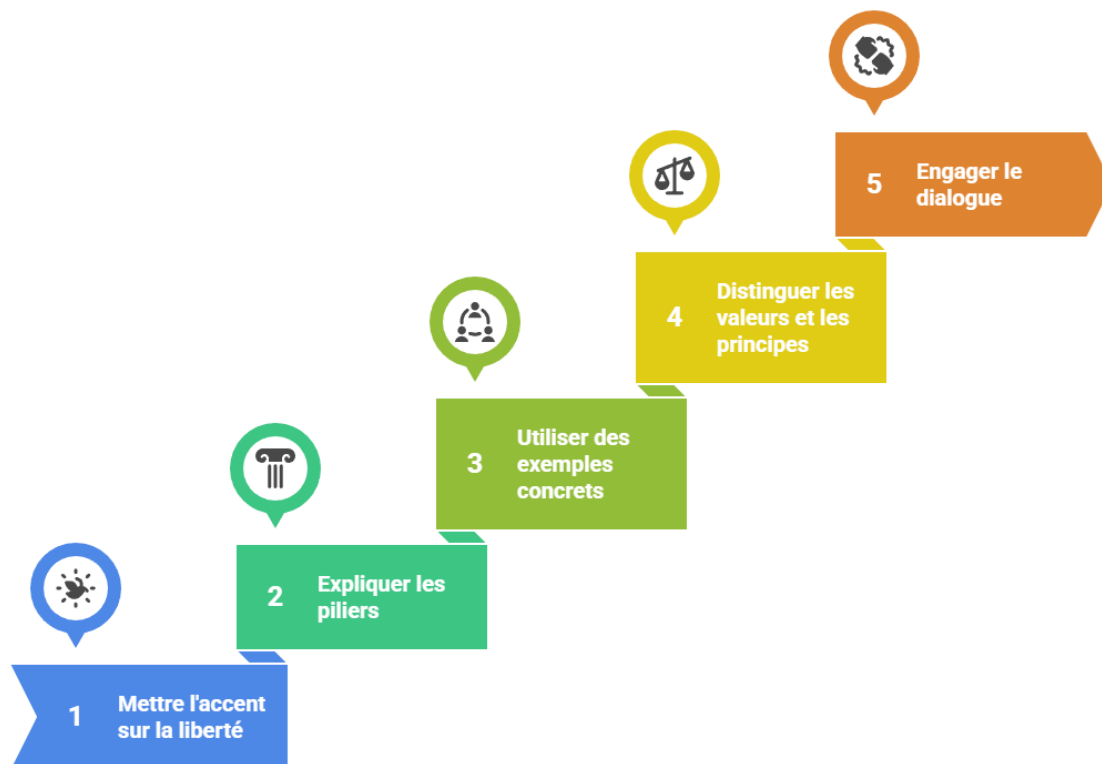 5
Engager le
dialogue
4
Distinguer les
valeurs et les
principes
3
Utiliser des
exemples
concrets
2
Expliquer les
piliers
1
Mettre l'accent
sur la liberté